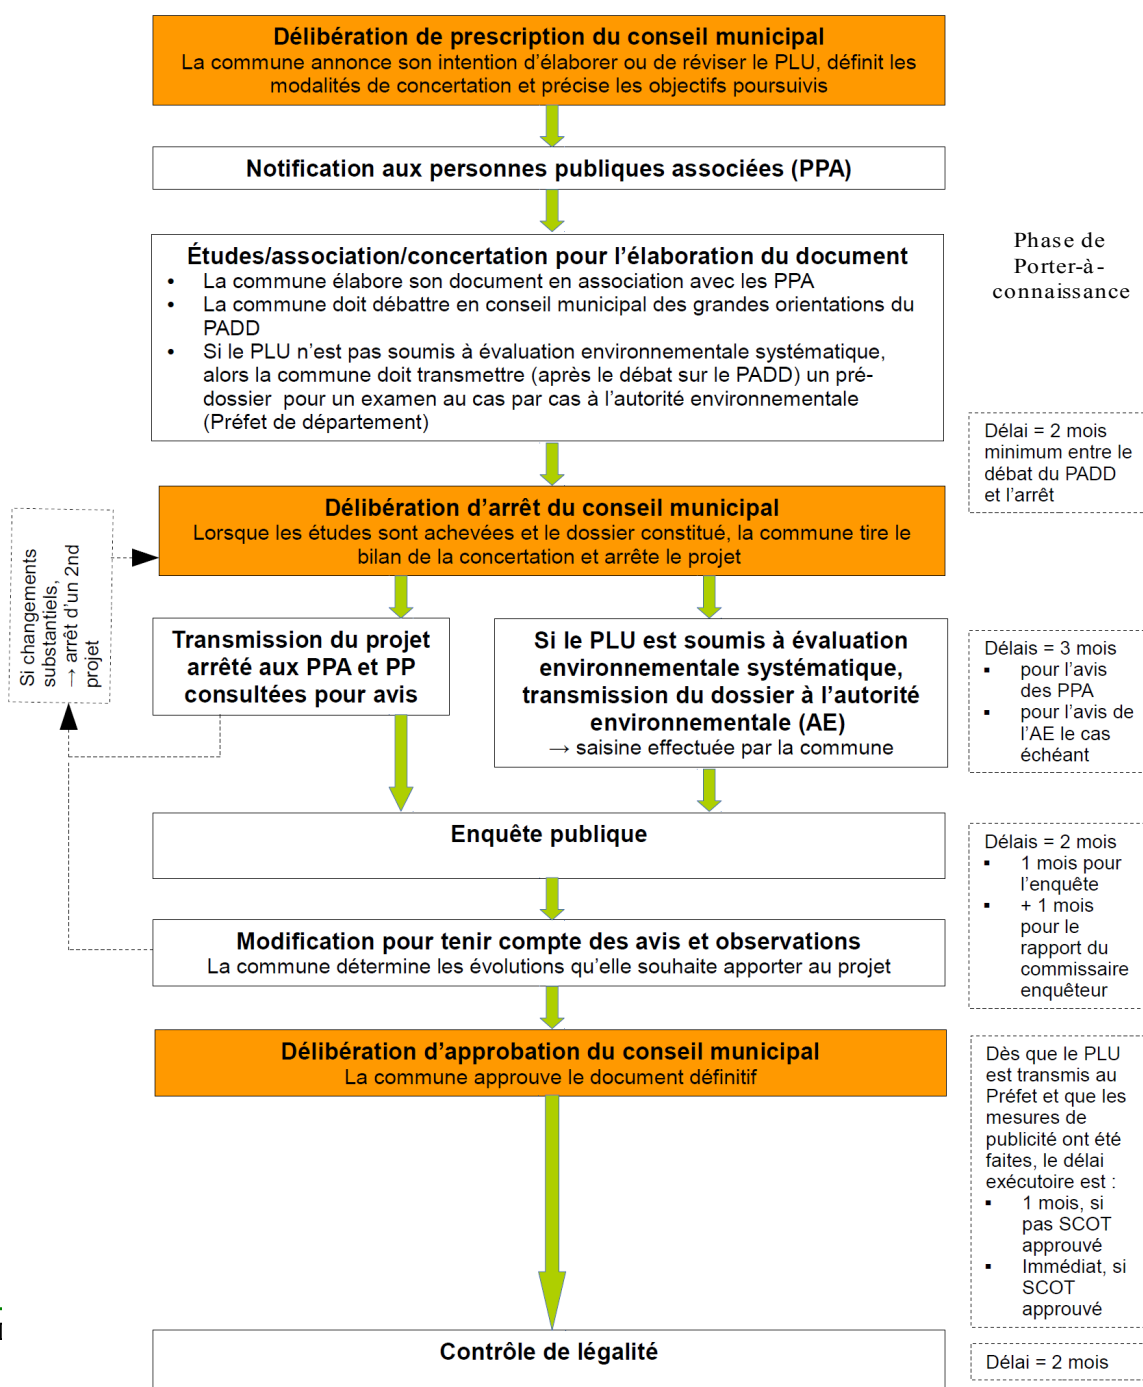 Délibération de prescription du conseil municipal
La commune annonce son intention d’élaborer ou de réviser le PLU, définit les
modalités de concertation et précise les objectifs poursuivis
Notification aux personnes publiques associées (PPA)
Études/association/concertation pour l’élaboration du document
• La commune élabore son document en association avec les PPA
• La commune doit débattre en conseil municipal des grandes orientations du
PADD
• Si le PLU n’est pas soumis à évaluation environnementale systématique,
alors la commune doit transmettre (après le débat sur le PADD) un pré-
dossier pour un examen au cas par cas à l’autorité environnementale
(Préfet de département)
Phase de
Porter-à-
connaissance
Délai = 2 mois
minimum entre le
débat du PADD
et l’arrêt
Délibération d’arrêt du conseil municipal
Lorsque les études sont achevées et le dossier constitué, la commune tire le
bilan de la concertation et arrête le projet
Si changements
substantiels,
→ arrêt d’un 2nd
projet
Transmission du projet
arrêté aux PPA et PP
consultées pour avis
Si le PLU est soumis à évaluation
environnementale systématique,
transmission du dossier à l’autorité
environnementale (AE)
→ saisine effectuée par la commune
Délais = 3 mois
▪ pour l’avis
des PPA
▪ pour l’avis de
l’AE le cas
échéant
Enquête publique
Délais = 2 mois
▪ 1 mois pour
l’enquête
▪ + 1 mois
pour le
rapport du
commissaire
enquêteur
Modification pour tenir compte des avis et observations
La commune détermine les évolutions qu’elle souhaite apporter au projet
Délibération d’approbation du conseil municipal
La commune approuve le document définitif
Dès que le PLU
est transmis au
Préfet et que les
mesures de
publicité ont été
faites, le délai
exécutoire est :
▪ 1 mois, si
pas SCOT
approuvé
▪ Immédiat, si
SCOT
approuvé
Contrôle de légalité
Délai = 2 mois